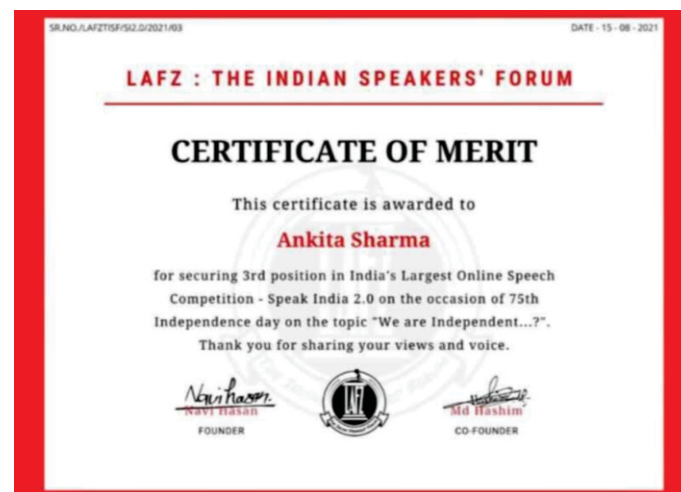 SR.NO./LAFZTISF/SI2.0/2021/03
DATE - 15 - 08 - 2021
LAFZ : THE INDIAN SPEAKERS' FORUM
CERTIFICATE OF MERIT
This certificate is awarded to
Ankita Sharma
for securing 3rd position in India's Largest Online Speech
Competition - Speak India 2.0 on the occasion of 75th
Independence day on the topic "We are Independent...?".
Thank you for sharing your views and voice.
Navi Hasan
Md Hashim
FOUNDER
CO-FOUNDER